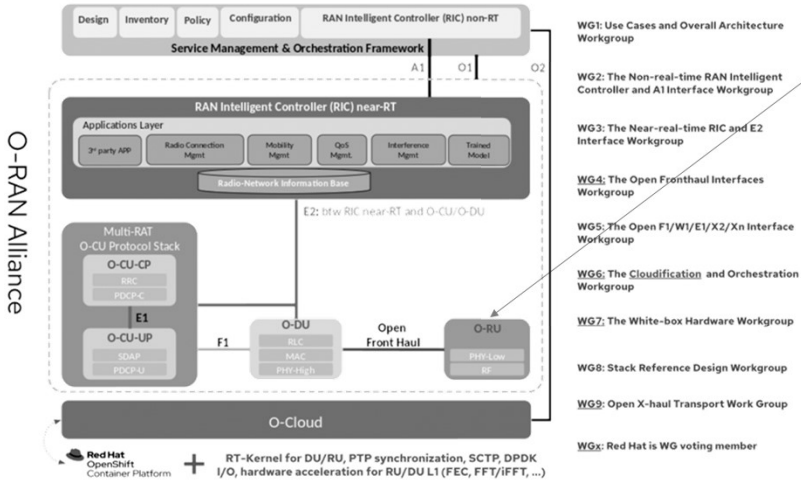 Design
Inventory
Policy
Configuration
RAN Intelligent Controller (RIC) non-RT
Service Management & Orchestration Framework
A1
O1
O2
O-RAN Alliance
RAN Intelligent Controller (RIC) near-RT
Applications Layer
3rd party APP
Radio Connection
Mgmt
Mobility
Mgmt
QoS
Mgmt.
Interference
Mgmt
Trained
Model
Radio-Network Information Base
E2: btw RIC near-RT and O-CU/O-DU
Multi-RAT
O-CU Protocol Stack
O-CU-CP
RRC
PDCP-C
E1
O-CU-UP
SDAP
PDCP-U
F1
O-DU
RLC
MAC
PHY-High
Open
Front Haul
O-RU
PHY-Low
RF
O-Cloud
Red Hat
OpenShift
Container Platform
+
RT-Kernel for DU/RU, PTP synchronization, SCTP, DPDK
I/O, hardware acceleration for RU/DU L1 (FEC, FFT/iFFT, ...)
WG1: Use Cases and Overall Architecture
Workgroup
WG2: The Non-real-time RAN Intelligent
Controller and A1 Interface Workgroup
WG3: The Near-real-time RIC and E2
Interface Workgroup
WG4: The Open Fronthaul Interfaces
Workgroup
WG5: The Open F1/W1/E1/X2/Xn Interface
Workgroup
WG6: The Cloudification and Orchestration
Workgroup
WG7: The White-box Hardware Workgroup
WG8: Stack Reference Design Workgroup
WG9: Open X-haul Transport Work Group
WGx: Red Hat is WG voting member